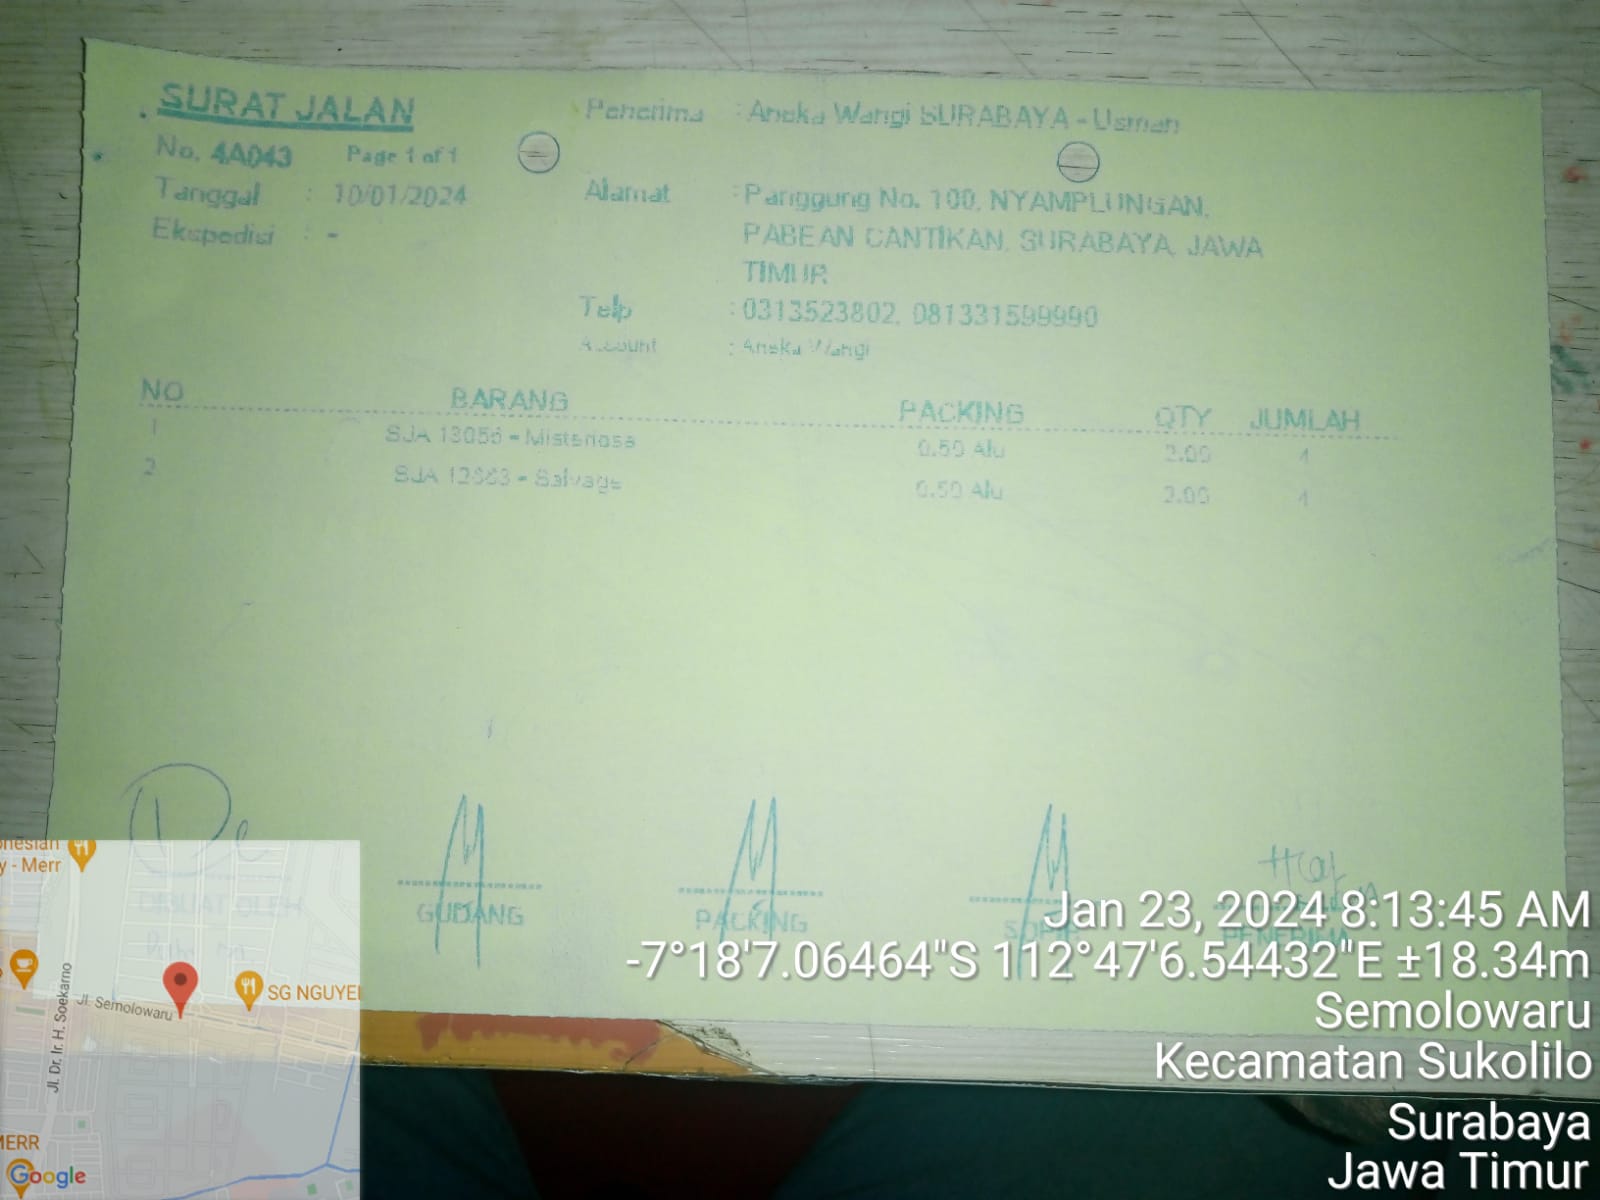 SURAT JALAN
No. 4A043 Page 1 of 1
Tanggal : 10/01/2024
Ekspedisi : -
Penerima : Aneka Wangi SURABAYA - Usman
Alamat : Panggung No. 100, NYAMPLUNGAN,
PABEAN CANTIKAN, SURABAYA, JAWA
TIMUR
Telp : 0313523802, 081331599990
Account : Aneka Wangi
NO BARANG PACKING QTY JUMLAH
1 SJA 13056 - Misteriosa 0.50 Alu 2.00 4
2 SJA - Salvage 0.50 Alu 2.00 4
DIBUAT OLEH
GUDANG
PACKING
SOPIR
PENERIMA
Jan 23, 2024 8:13:45 AM
-7°18'7.06464"S 112°47'6.54432"E ±18.34m
Semolowaru
Kecamatan Sukolilo
Surabaya
Jawa Timur
y - Merr
Jl. Dr. Ir. H. Soekarno
Jl. Semolowaru
SG NGUYEN
MERR
Google